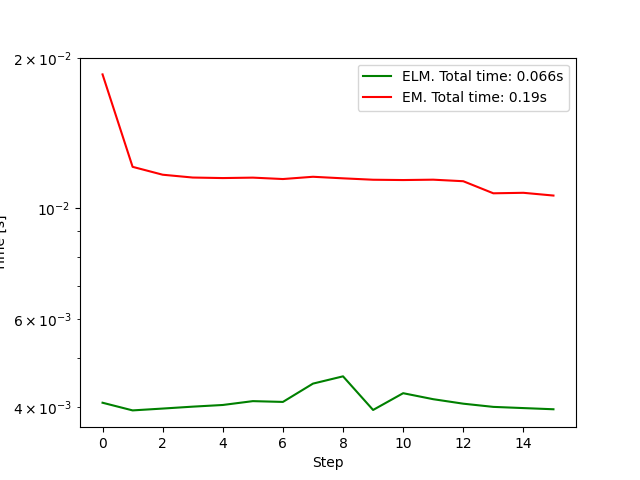 2 × 10⁻²
10⁻²
6 × 10⁻³
4 × 10⁻³
0 2 4 6 8 10 12 14
Step
ELM. Total time: 0.066s
EM. Total time: 0.19s